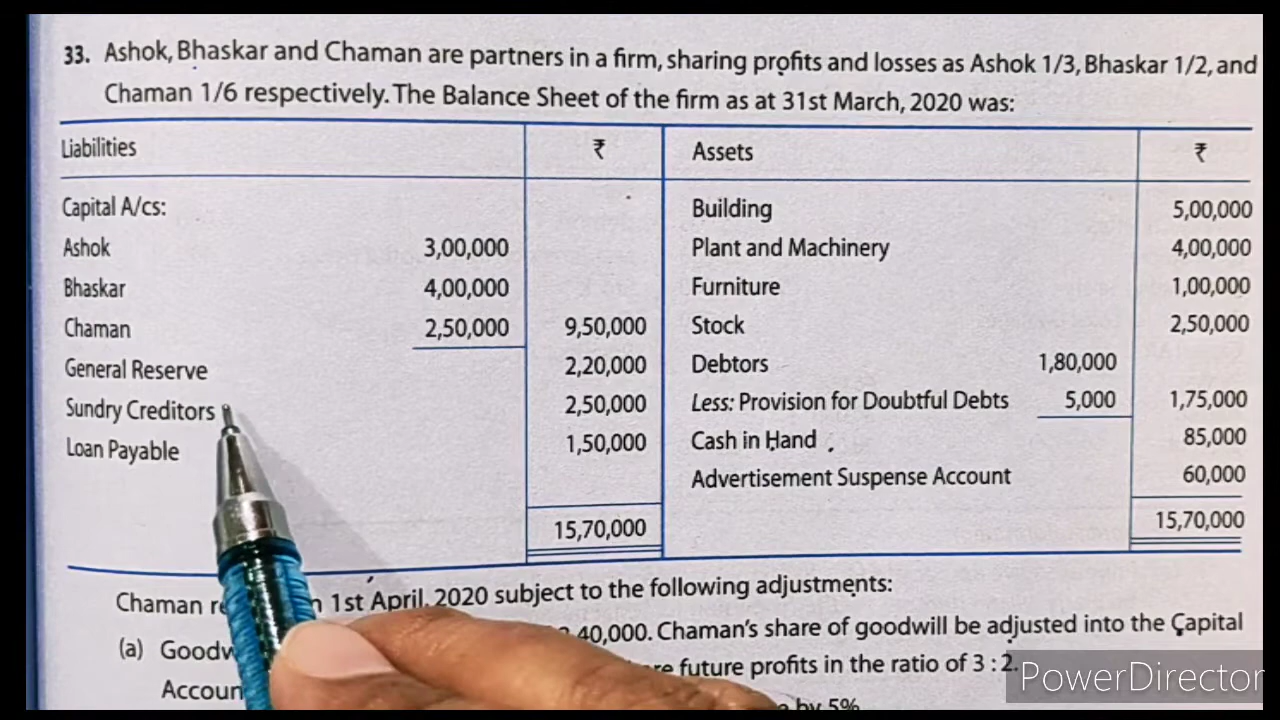 33. Ashok, Bhaskar and Chaman are partners in a firm, sharing profits and losses as Ashok 1/3, Bhaskar 1/2, and
Chaman 1/6 respectively. The Balance Sheet of the firm as at 31st March, 2020 was:
Liabilities ₹ Assets ₹
Capital A/cs: Building 5,00,000
Ashok 3,00,000 Plant and Machinery 4,00,000
Bhaskar 4,00,000 Furniture 1,00,000
Chaman 2,50,000 9,50,000 Stock 2,50,000
General Reserve 2,20,000 Debtors 1,80,000
Sundry Creditors 2,50,000 Less: Provision for Doubtful Debts 5,000 1,75,000
Loan Payable 1,50,000 Cash in Hand 85,000
Advertisement Suspense Account 60,000
15,70,000 15,70,000
Chaman 1st April, 2020 subject to the following adjustments:
(a) 40,000. Chaman's share of goodwill be adjusted into the Capital
future profits in the ratio of 3 : 2.
by 5%
PowerDirector